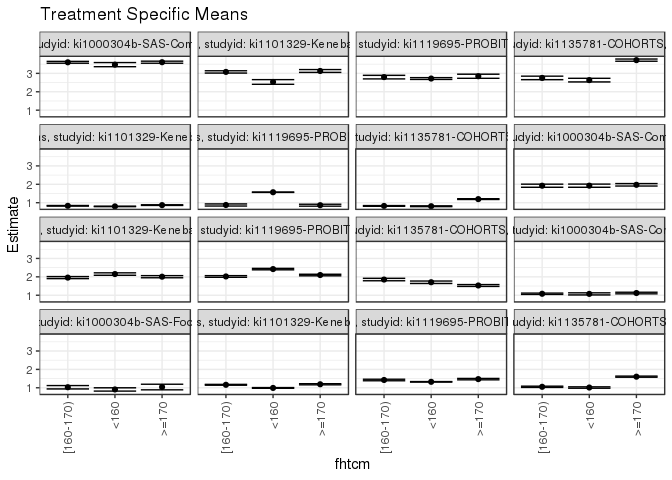 Treatment Specific Means
studyid: ki1000304b-SAS-Com
, studyid: ki1101329-Keneba
, studyid: ki1119695-PROBIT
studyid: ki1135781-COHORTS,
3
2
1
s, studyid: ki1101329-Kene
s, studyid: ki1119695-PROB
studyid: ki1135781-COHORTS
studyid: ki1000304b-SAS-Com
3
2
1
, studyid: ki1101329-Keneb
, studyid: ki1119695-PROBIT
studyid: ki1135781-COHORTS,
studyid: ki1000304b-SAS-Co
3
2
1
studyid: ki1000304b-SAS-Foo
s, studyid: ki1101329-Keneb
, studyid: ki1119695-PROBIT
studyid: ki1135781-COHORTS
3
2
1
Estimate
[160-170)
<160
>=170
[160-170)
<160
>=170
[160-170)
<160
>=170
[160-170)
<160
>=170
fhtcm